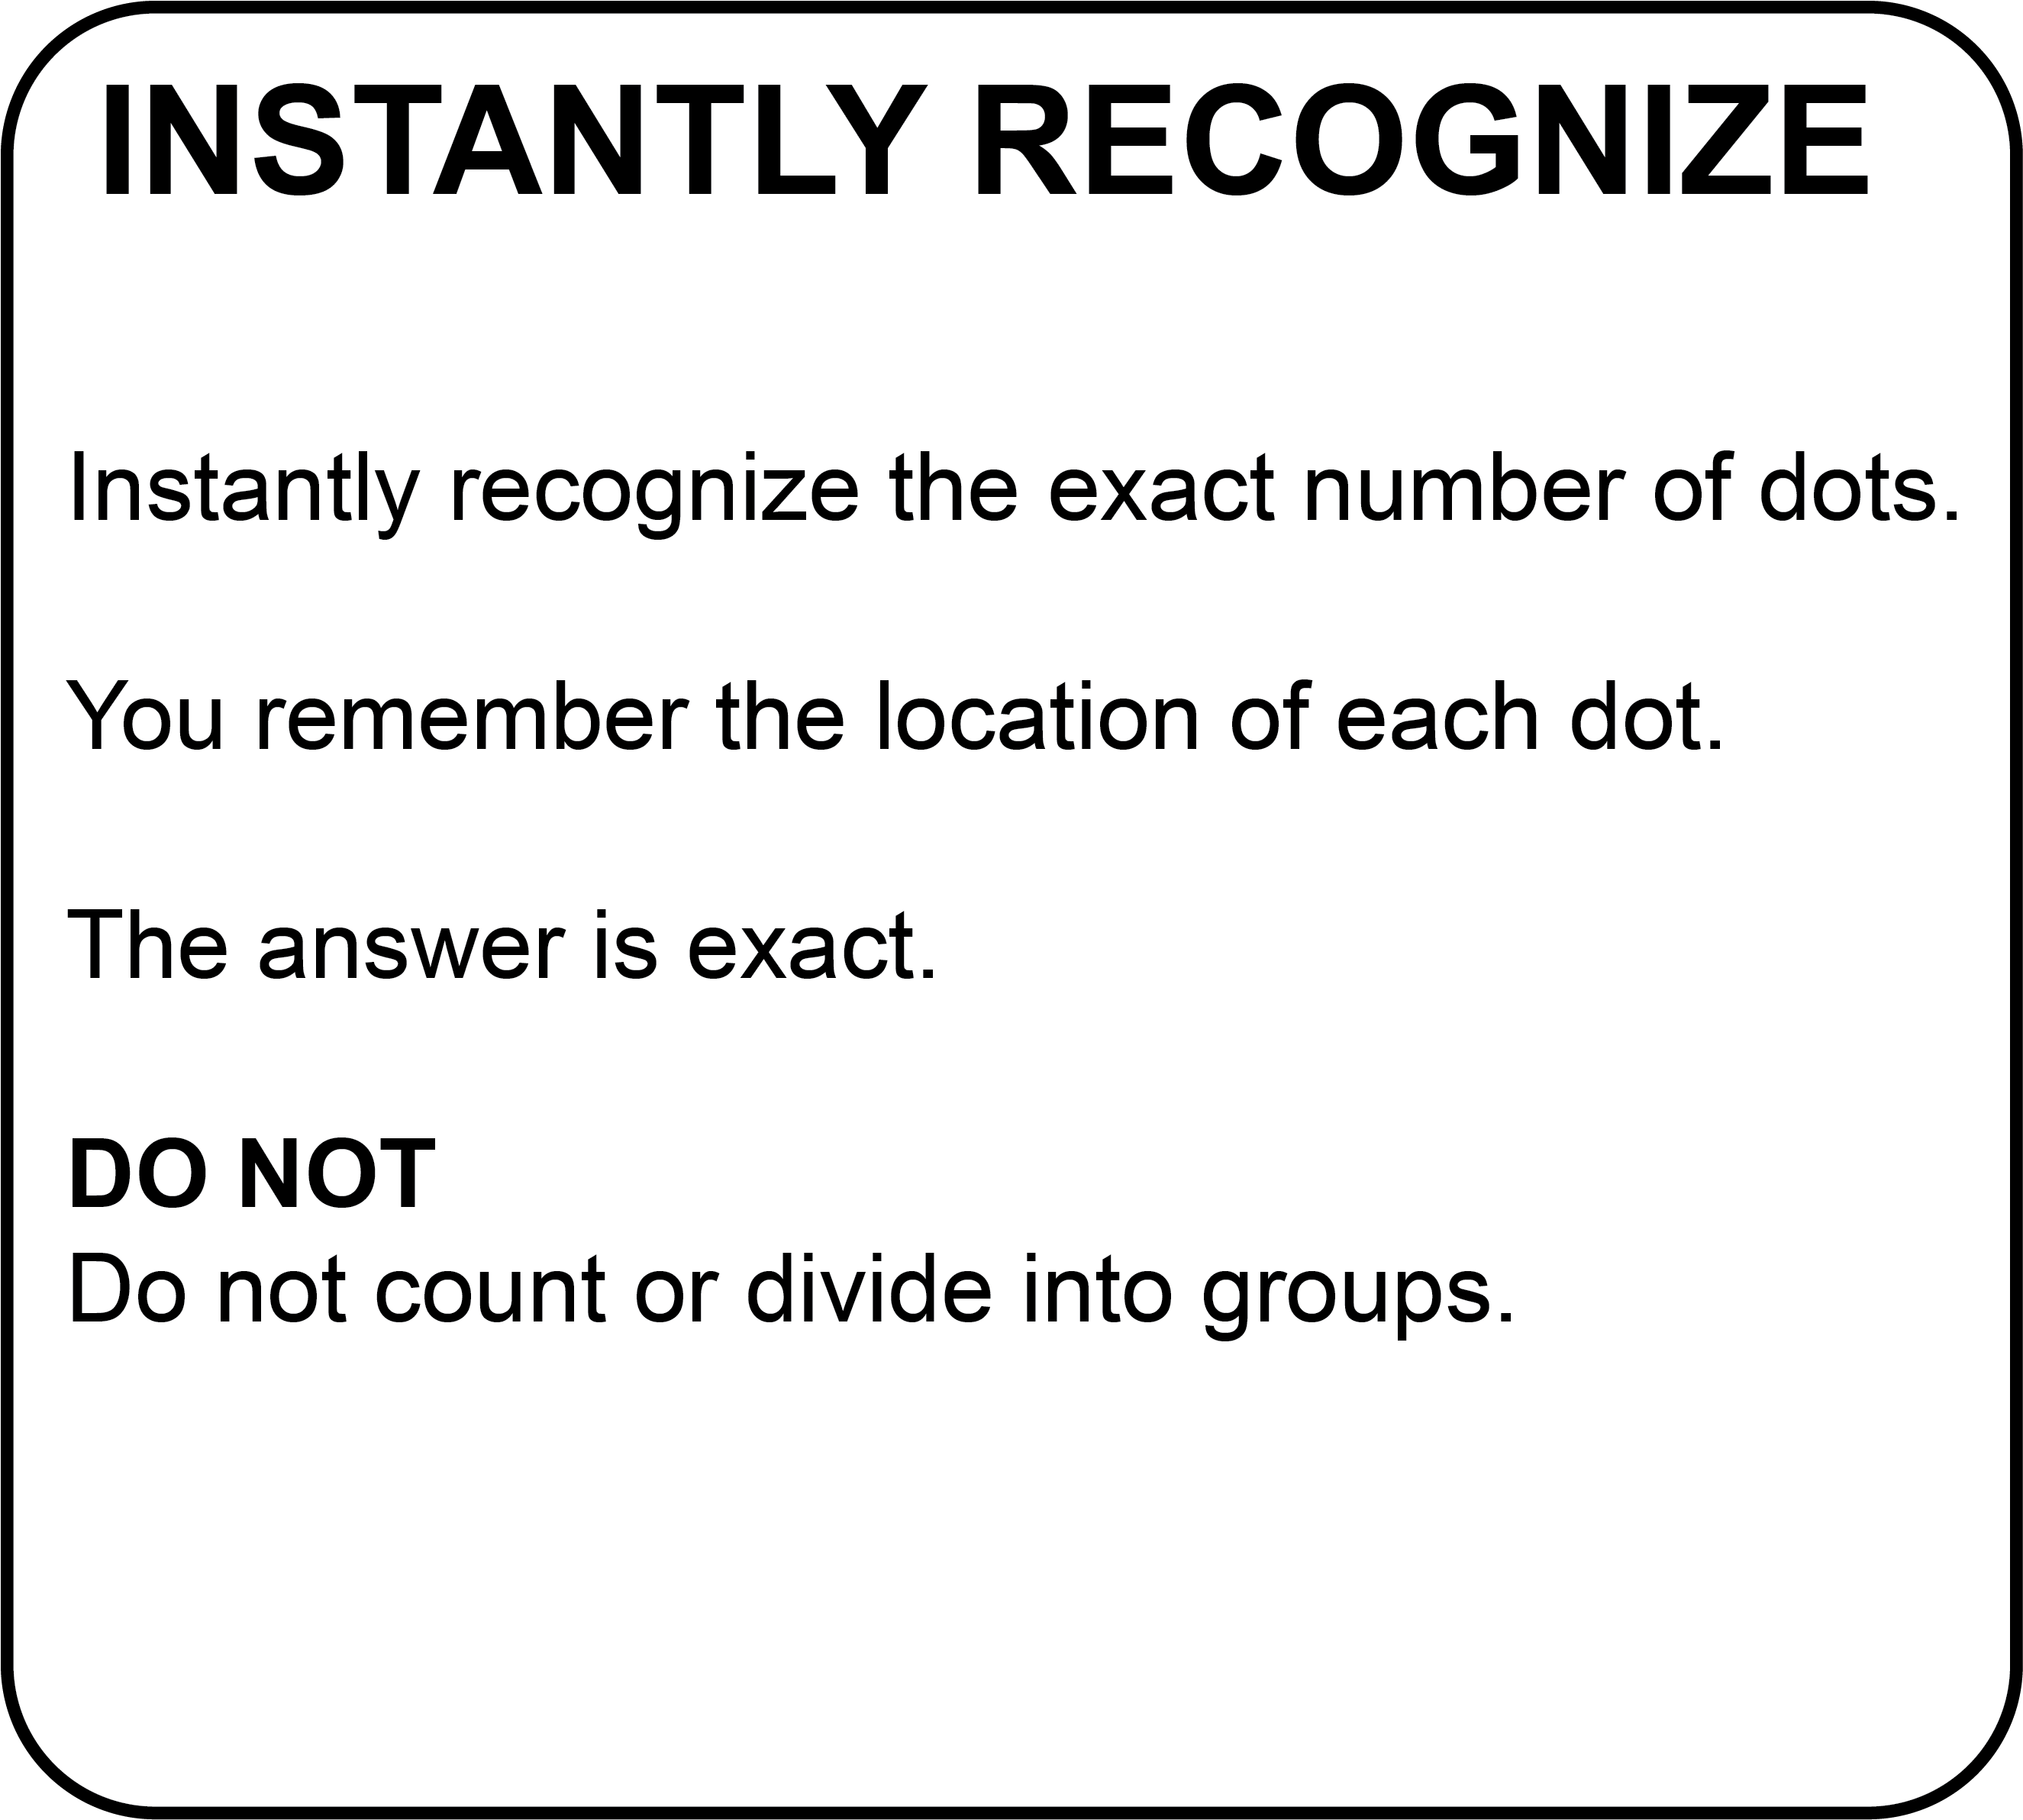 INSTANTLY RECOGNIZE
Instantly recognize the exact number of dots.
You remember the location of each dot.
The answer is exact.
DO NOT
Do not count or divide into groups.